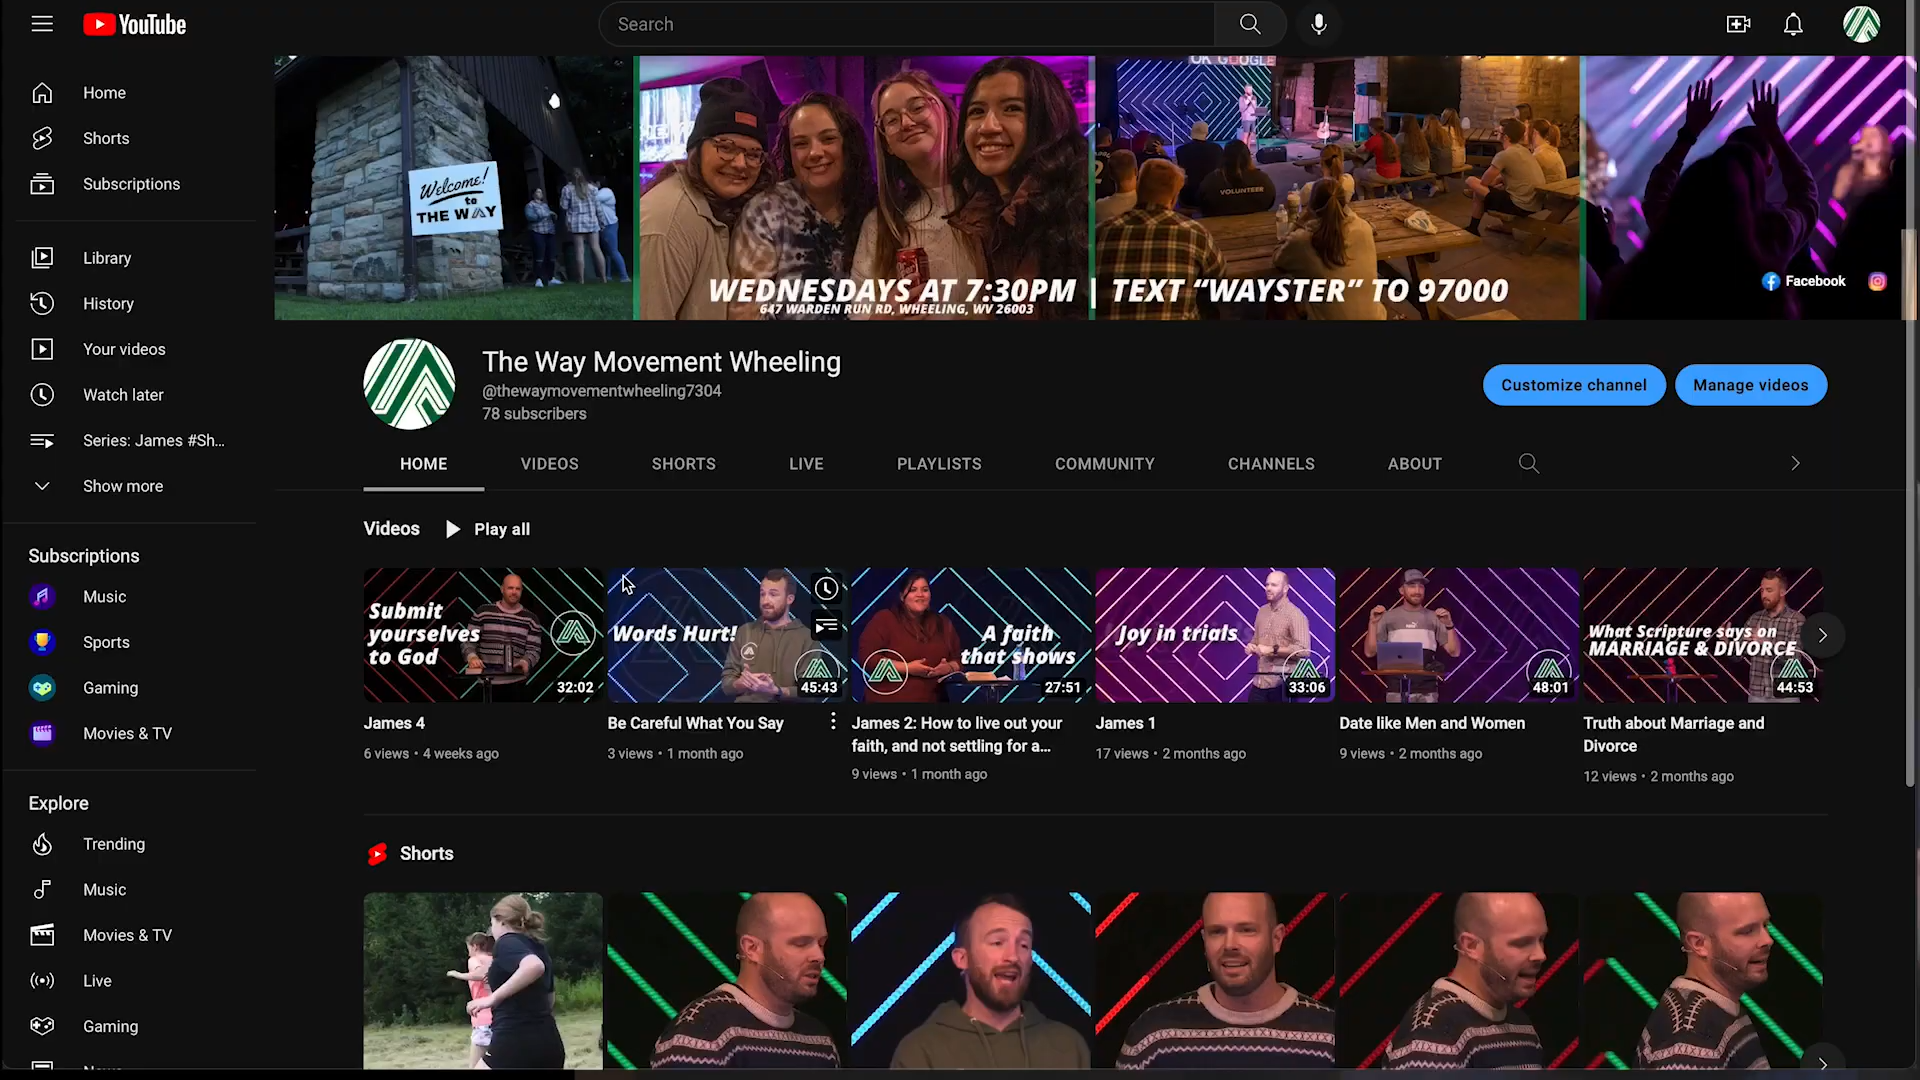 YouTube
Search
Home
Shorts
Subscriptions
Library
History
Your videos
Watch later
Series: James #Sh...
Show more
Subscriptions
Music
Sports
Gaming
Movies & TV
Explore
Trending
Music
Movies & TV
Live
Gaming
Welcome!
to
THE WAY
OK GOOGLE
VOLUNTEER
WEDNESDAYS AT 7:30PM | TEXT “WAYSTER” TO 97000
647 WARDEN RUN RD, WHEELING, WV 26003
Facebook
The Way Movement Wheeling
@thewaymovementwheeling7304
78 subscribers
Customize channel
Manage videos
HOME
VIDEOS
SHORTS
LIVE
PLAYLISTS
COMMUNITY
CHANNELS
ABOUT
Videos
Play all
Submit
yourselves
to God
32:02
James 4
6 views • 4 weeks ago
Words Hurt!
45:43
Be Careful What You Say
3 views • 1 month ago
A faith
that shows
27:51
James 2: How to live out your
faith, and not settling for a...
9 views • 1 month ago
Joy in trials
33:06
James 1
17 views • 2 months ago
48:01
Date like Men and Women
9 views • 2 months ago
What Scripture says on
MARRIAGE & DIVORCE
44:53
Truth about Marriage and
Divorce
12 views • 2 months ago
Shorts